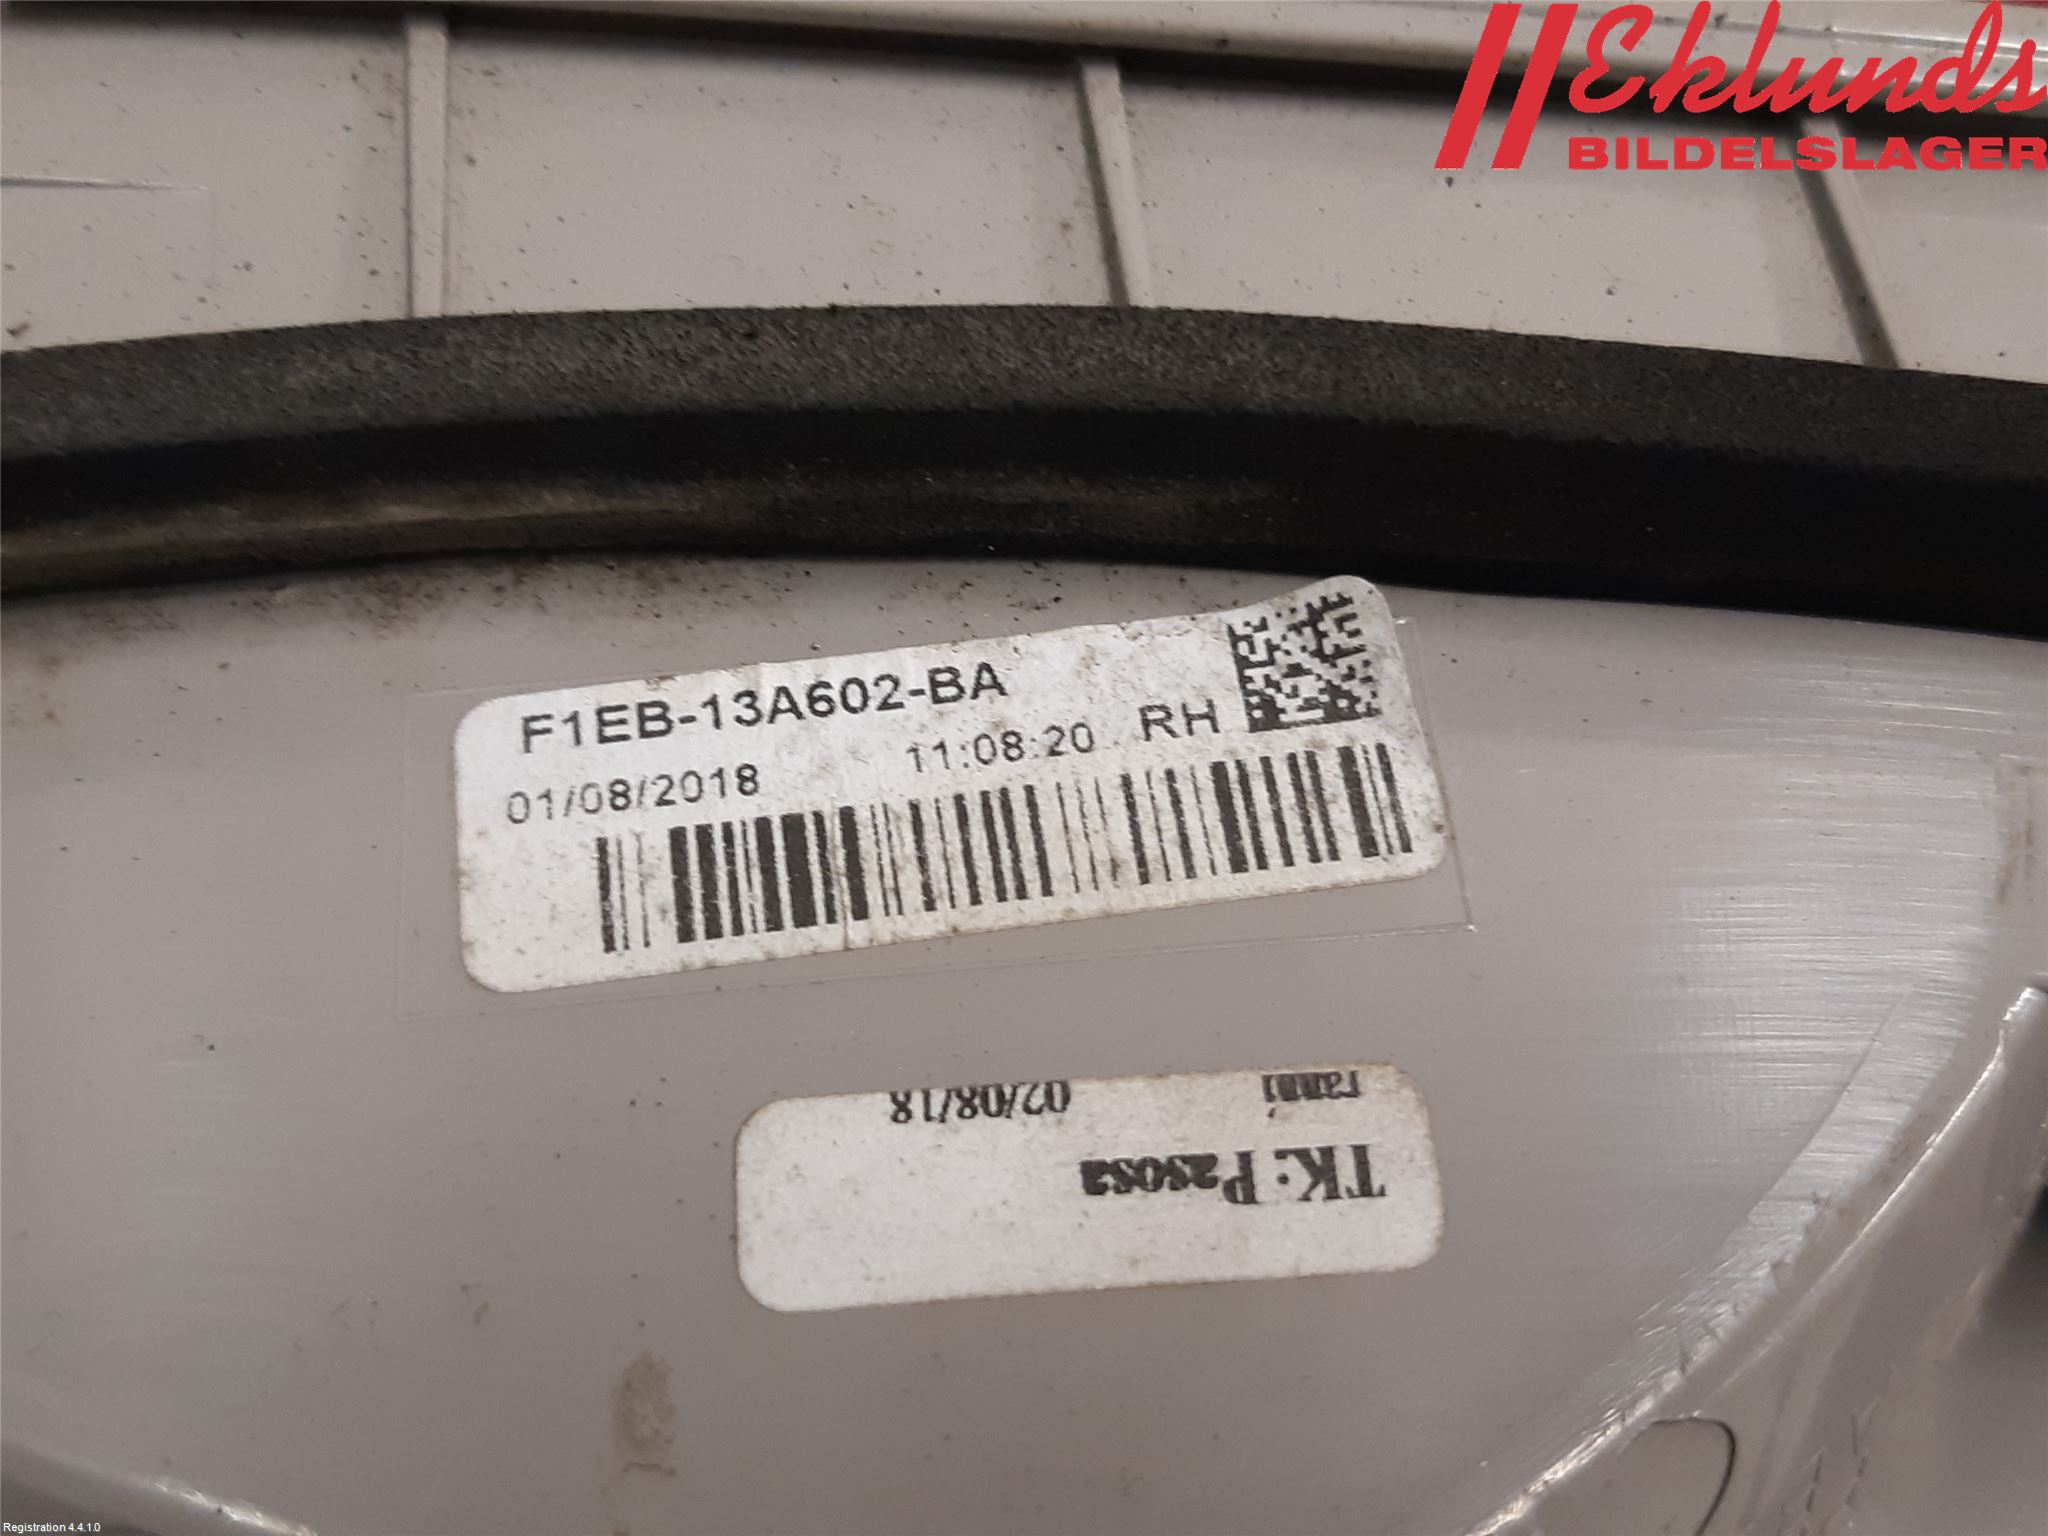 Eklunds
BILDELSLAGER
F1EB-13A602-BA
01/08/2018 11:08:20 RH
TK: Pasosa
02/08/18
Registration 4.4.1.0